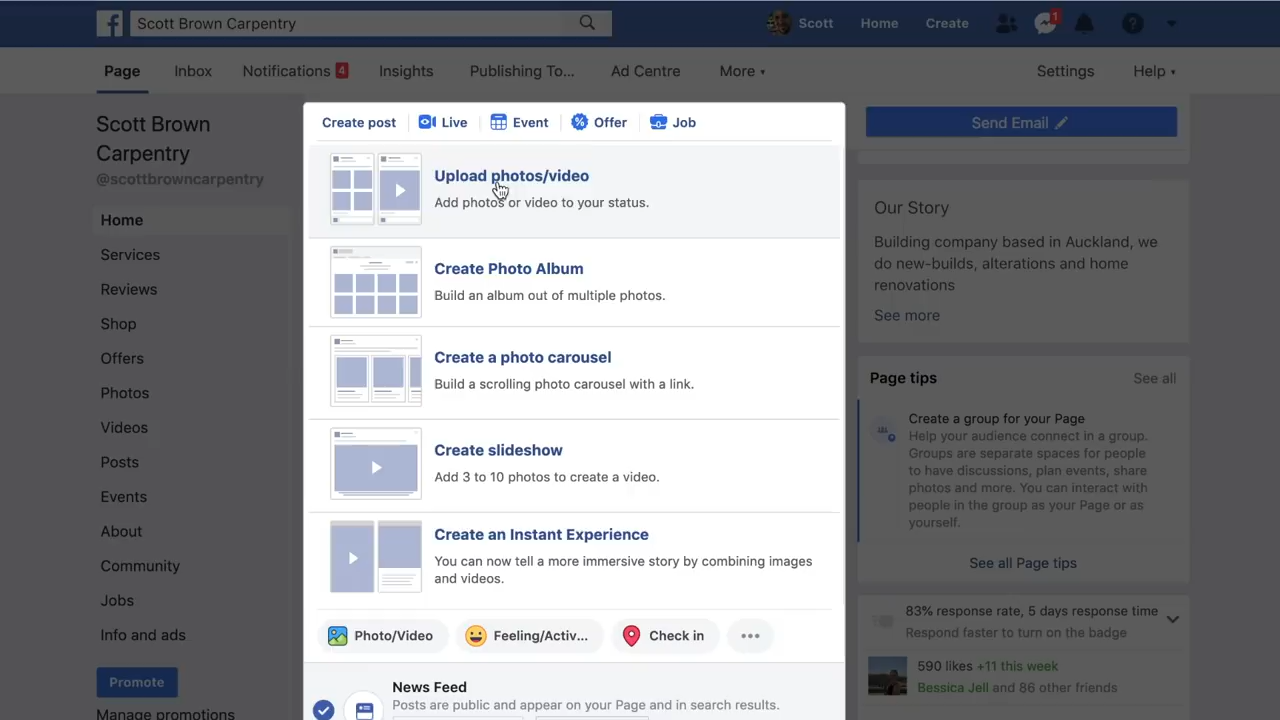 Scott Brown Carpentry
Scott
Home
Create
1
Page
Inbox
Notifications 4
Insights
Publishing To...
Ad Centre
More
Settings
Help
Scott Brown
Carpentry
@scottbrowncarpentry
Home
Services
Reviews
Shop
Offers
Photos
Videos
Posts
Events
About
Community
Jobs
Info and ads
Promote
Manage promotions
Create post
Live
Event
Offer
Job
Upload photos/video
Add photos or video to your status.
Create Photo Album
Build an album out of multiple photos.
Create a photo carousel
Build a scrolling photo carousel with a link.
Create slideshow
Add 3 to 10 photos to create a video.
Create an Instant Experience
You can now tell a more immersive story by combining images
and videos.
Photo/Video
Feeling/Activ...
Check in
News Feed
Posts are public and appear on your Page and in search results.
Send Email
Our Story
Building company based in Auckland, we
do new-builds, alterations and home
renovations
See more
Page tips
See all
Create a group for your Page
Help your audience connect in a group.
Groups are separate spaces for people
to have discussions, plan events, share
photos and more. You can interact with
people in the group as your Page or as
yourself.
See all Page tips
83% response rate, 5 days response time
Respond faster to turn on the badge
590 likes +11 this week
Bessica Jell and 86 other friends